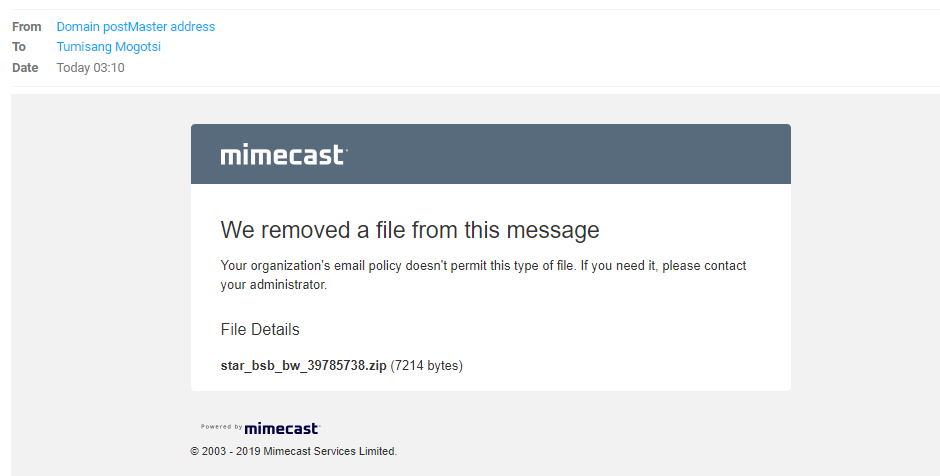 From Domain postMaster address
To Tumisang Mogotsi
Date Today 03:10
mimecast
We removed a file from this message
Your organization's email policy doesn't permit this type of file. If you need it, please contact
your administrator.
File Details
star_bsb_bw_39785738.zip (7214 bytes)
Powered by mimecast
© 2003 - 2019 Mimecast Services Limited.